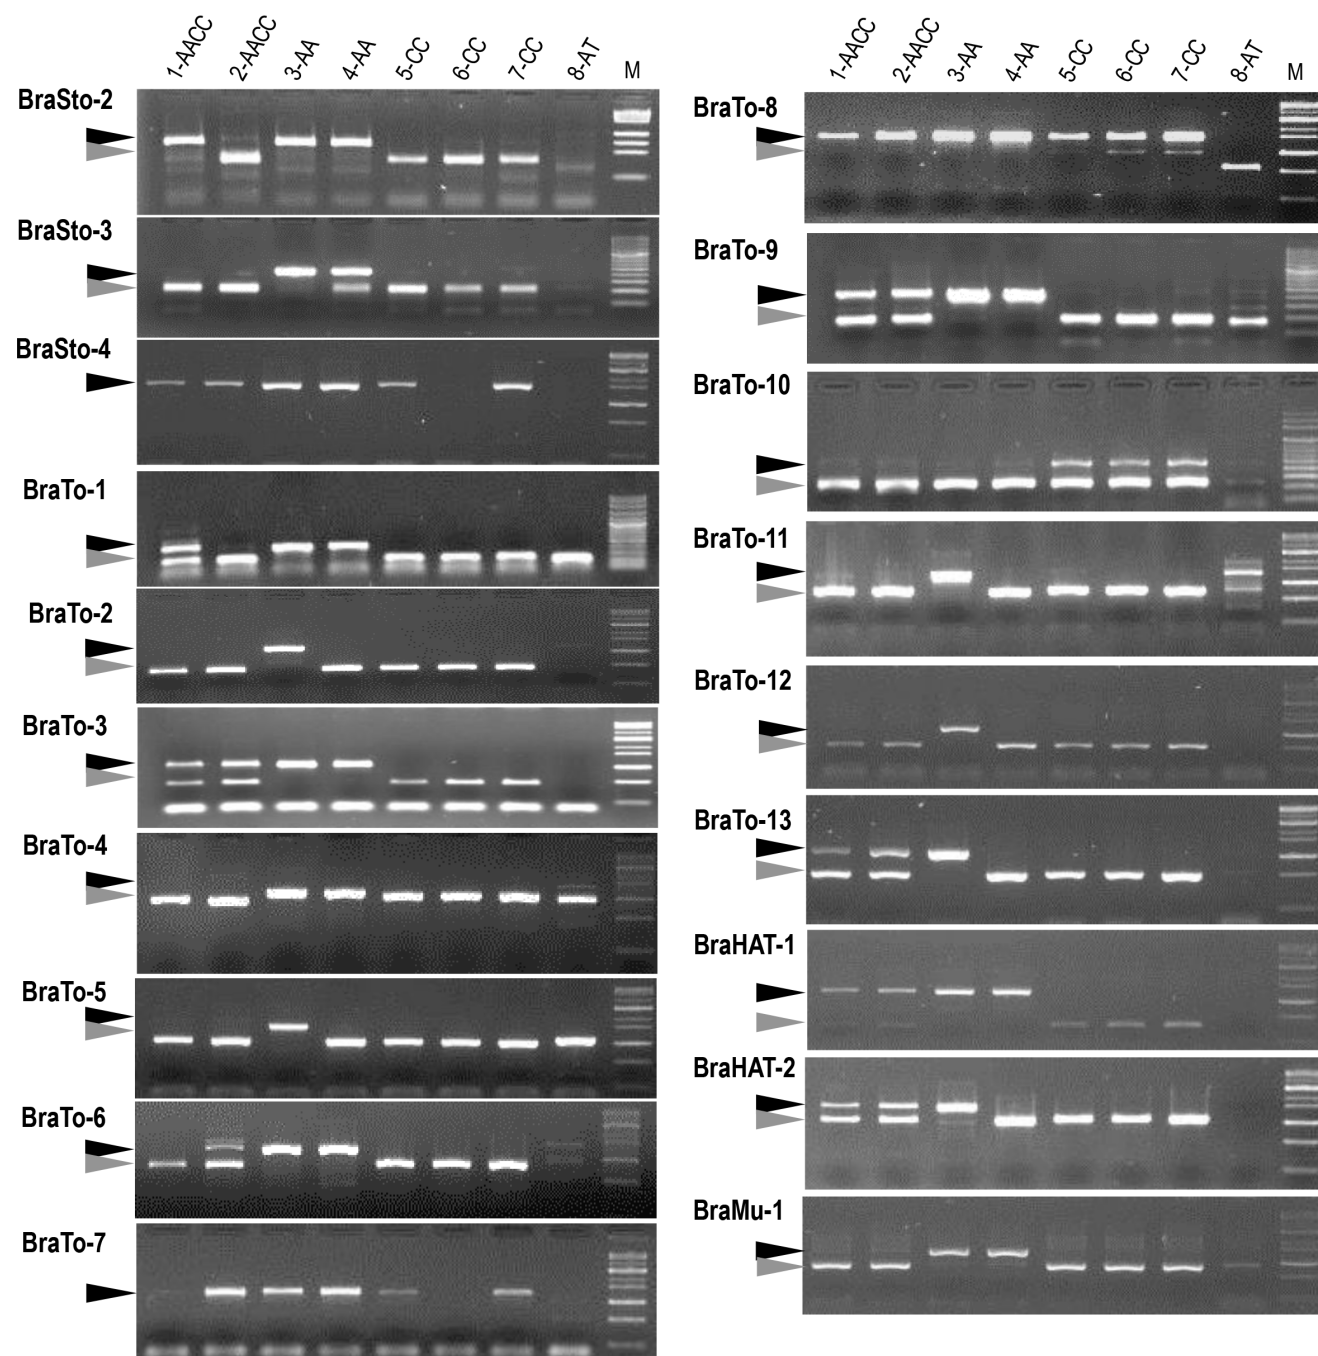 1-AACC
2-AACC
3-AA
4-AA
5-CC
6-CC
7-CC
8-AT
M
BraSto-2
BraSto-3
BraSto-4
BraTo-1
BraTo-2
BraTo-3
BraTo-4
BraTo-5
BraTo-6
BraTo-7
1-AACC
2-AACC
3-AA
4-AA
5-CC
6-CC
7-CC
8-AT
M
BraTo-8
BraTo-9
BraTo-10
BraTo-11
BraTo-12
BraTo-13
BraHAT-1
BraHAT-2
BraMu-1